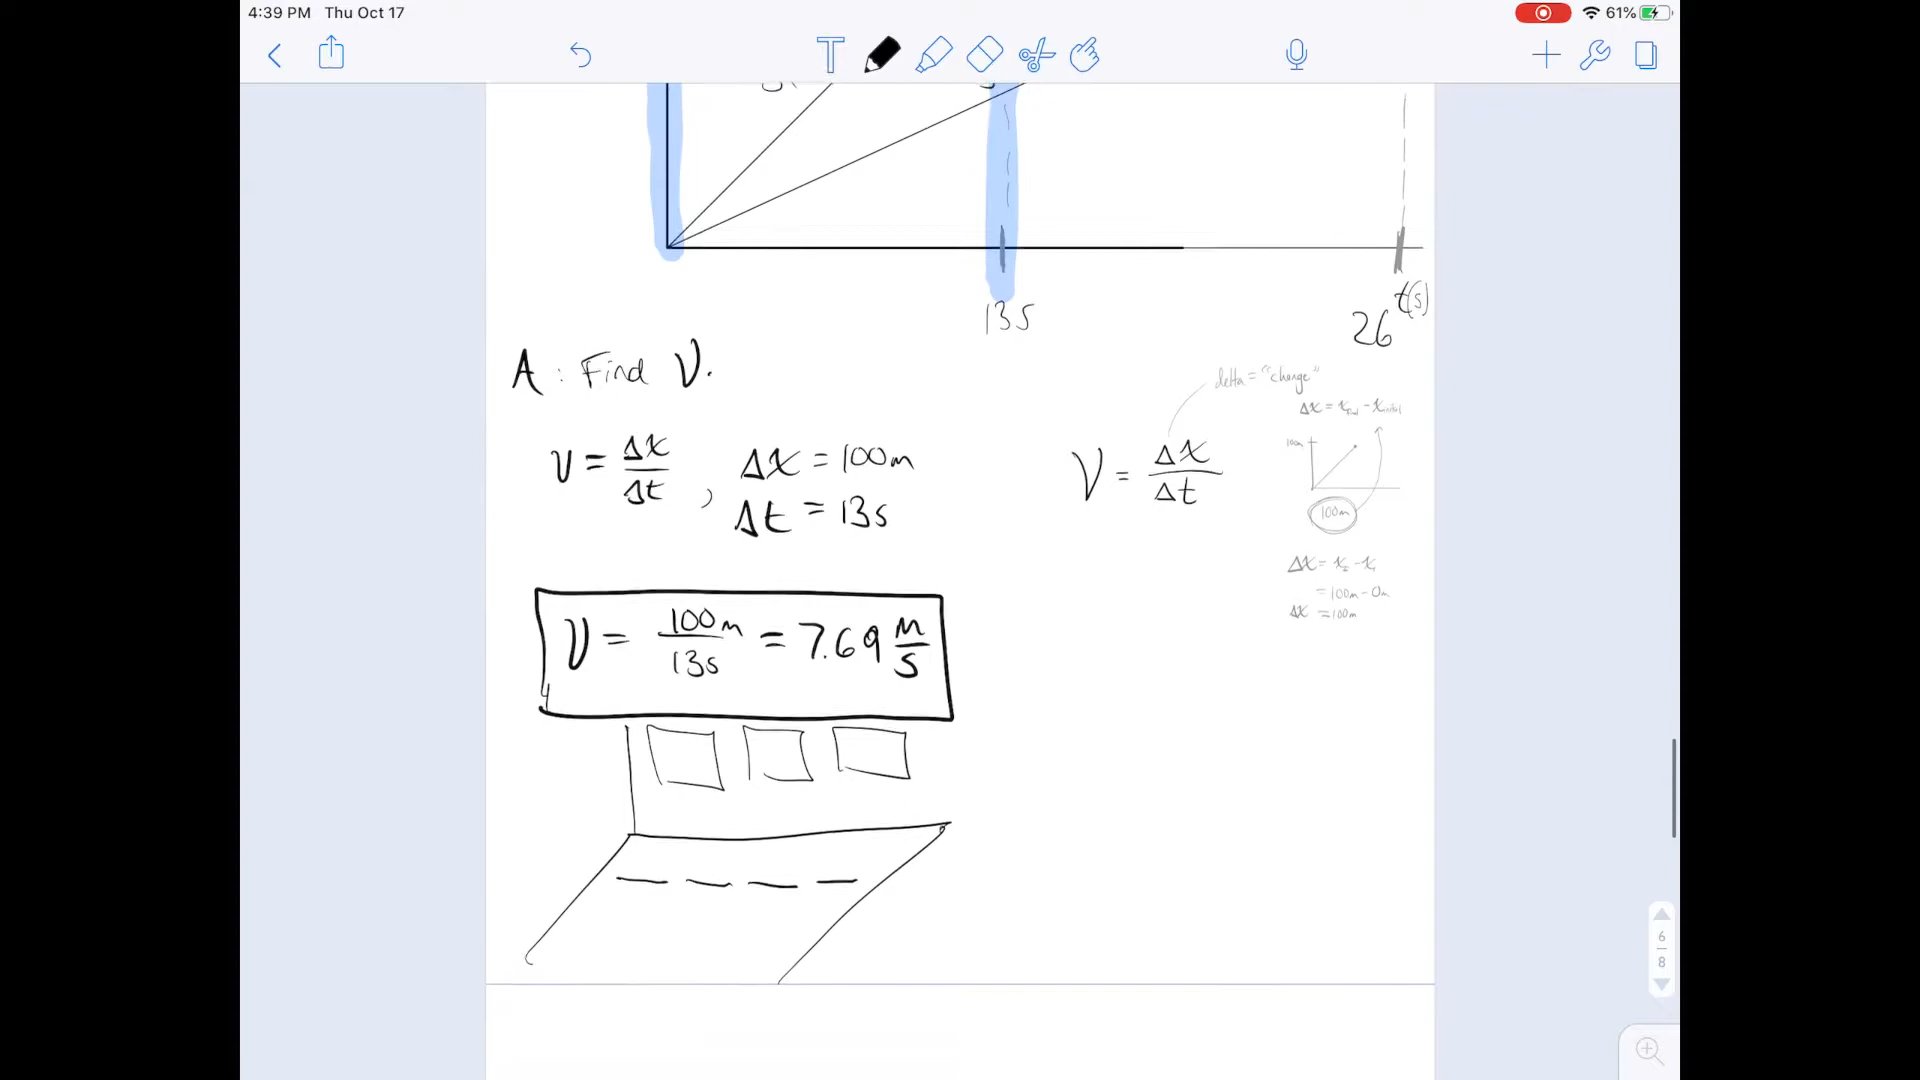 4:39 PM Thu Oct 17
61%
T
13s
t(s)
26
A : Find V.
delta = "change"
Δx = x_final - x_initial
v = Δx/Δt , Δx = 100m
Δt = 13s
V = Δx/Δt
100m
100m
Δx = x₂ - x₁
= 100m - 0m
Δx = 100m
V = 100m/13s = 7.69 m/s
6
8